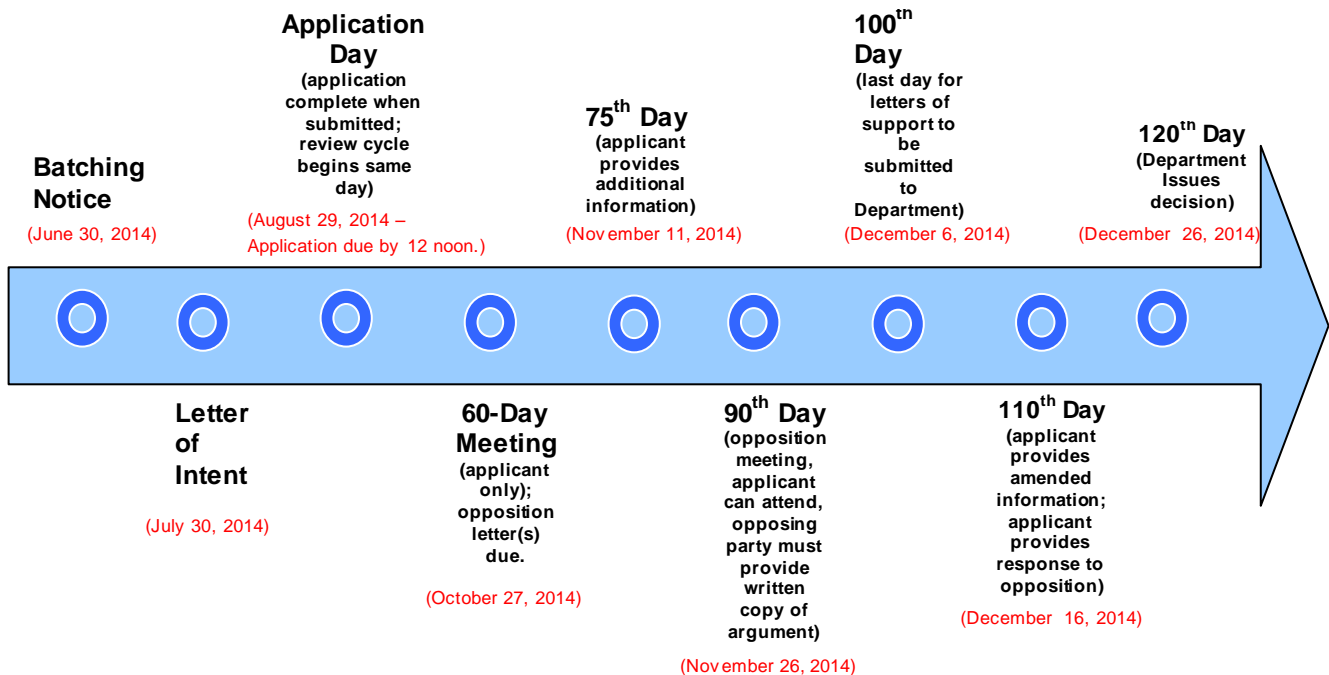 Batching
Notice
(June 30, 2014)
Letter
of
Intent
(July 30, 2014)
Application
Day
(application
complete when
submitted;
review cycle
begins same
day)
(August 29, 2014 –
Application due by 12 noon.)
60-Day
Meeting
(applicant
only);
opposition
letter(s)
due.
(October 27, 2014)
75th Day
(applicant
provides
additional
information)
(November 11, 2014)
90th Day
(opposition
meeting,
applicant
can attend,
opposing
party must
provide
written
copy of
argument)
(November 26, 2014)
100th
Day
(last day for
letters of
support to
be
submitted
to
Department)
(December 6, 2014)
110th Day
(applicant
provides
amended
information;
applicant
provides
response to
opposition)
(December 16, 2014)
120th Day
(Department
Issues
decision)
(December 26, 2014)